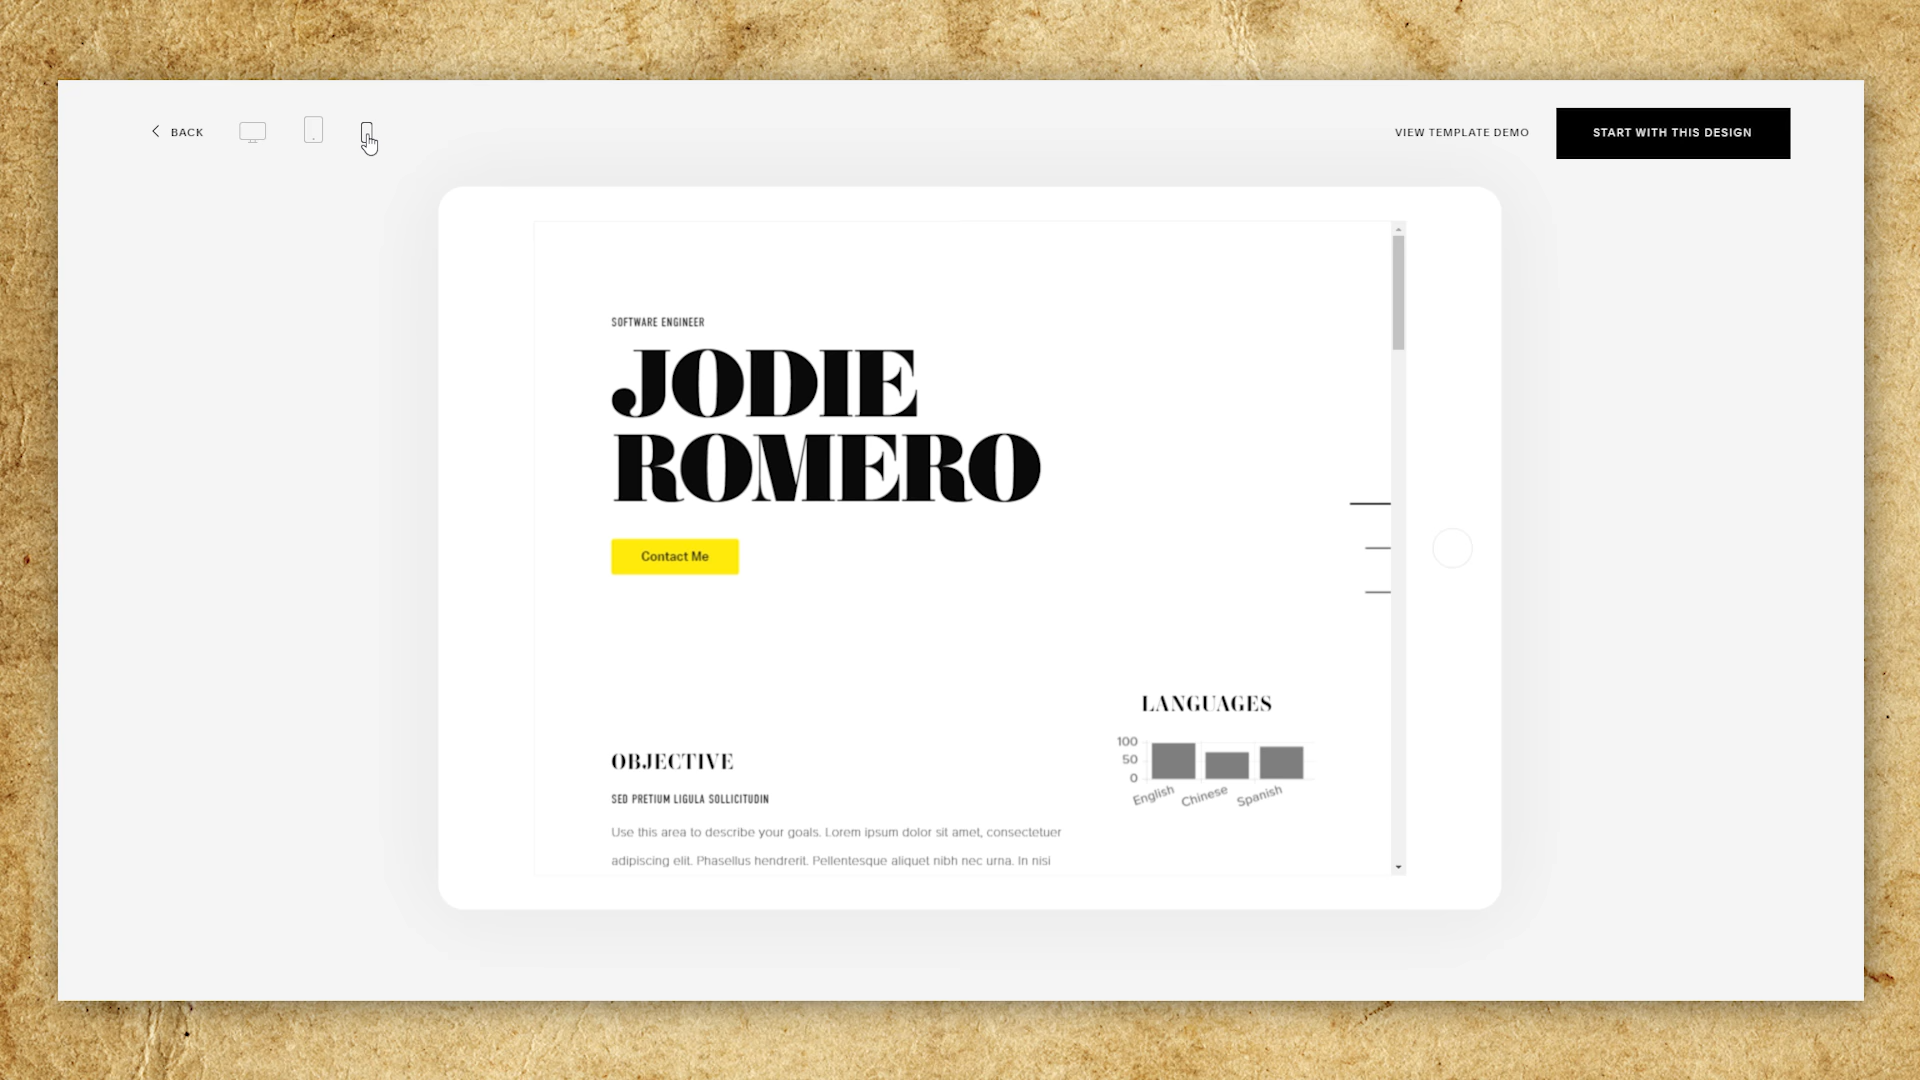 BACK
VIEW TEMPLATE DEMO
START WITH THIS DESIGN
SOFTWARE ENGINEER
JODIE
ROMERO
Contact Me
LANGUAGES
100
50
0
English Chinese Spanish
OBJECTIVE
SED PRETIUM LIGULA SOLLICITUDIN
Use this area to describe your goals. Lorem ipsum dolor sit amet, consectetuer
adipiscing elit. Phasellus hendrerit. Pellentesque aliquet nibh nec urna. In nisi